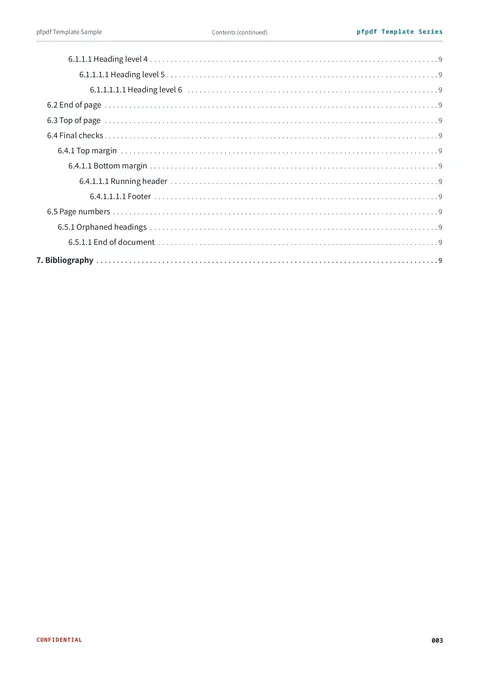 pfpdf Template Sample Contents (continued) pfpdf Template Series
6.1.1.1 Heading level 4 . . . . . . . . . . . . . . . . . . . . . . . . . . . . . . . . . . . . . . . . . . . . . . . . . . . . . . . . . . . . . . . . . . . . . . 9
6.1.1.1.1 Heading level 5 . . . . . . . . . . . . . . . . . . . . . . . . . . . . . . . . . . . . . . . . . . . . . . . . . . . . . . . . . . . . . . . . . . 9
6.1.1.1.1.1 Heading level 6 . . . . . . . . . . . . . . . . . . . . . . . . . . . . . . . . . . . . . . . . . . . . . . . . . . . . . . . . . . . . . 9
6.2 End of page . . . . . . . . . . . . . . . . . . . . . . . . . . . . . . . . . . . . . . . . . . . . . . . . . . . . . . . . . . . . . . . . . . . . . . . . . . . . . . . . . 9
6.3 Top of page . . . . . . . . . . . . . . . . . . . . . . . . . . . . . . . . . . . . . . . . . . . . . . . . . . . . . . . . . . . . . . . . . . . . . . . . . . . . . . . . . 9
6.4 Final checks . . . . . . . . . . . . . . . . . . . . . . . . . . . . . . . . . . . . . . . . . . . . . . . . . . . . . . . . . . . . . . . . . . . . . . . . . . . . . . . . . 9
6.4.1 Top margin . . . . . . . . . . . . . . . . . . . . . . . . . . . . . . . . . . . . . . . . . . . . . . . . . . . . . . . . . . . . . . . . . . . . . . . . . . . . . 9
6.4.1.1 Bottom margin . . . . . . . . . . . . . . . . . . . . . . . . . . . . . . . . . . . . . . . . . . . . . . . . . . . . . . . . . . . . . . . . . . . . . . 9
6.4.1.1.1 Running header . . . . . . . . . . . . . . . . . . . . . . . . . . . . . . . . . . . . . . . . . . . . . . . . . . . . . . . . . . . . . . . . . 9
6.4.1.1.1.1 Footer . . . . . . . . . . . . . . . . . . . . . . . . . . . . . . . . . . . . . . . . . . . . . . . . . . . . . . . . . . . . . . . . . . . . . 9
6.5 Page numbers . . . . . . . . . . . . . . . . . . . . . . . . . . . . . . . . . . . . . . . . . . . . . . . . . . . . . . . . . . . . . . . . . . . . . . . . . . . . . . . 9
6.5.1 Orphaned headings . . . . . . . . . . . . . . . . . . . . . . . . . . . . . . . . . . . . . . . . . . . . . . . . . . . . . . . . . . . . . . . . . . . . . . 9
6.5.1.1 End of document . . . . . . . . . . . . . . . . . . . . . . . . . . . . . . . . . . . . . . . . . . . . . . . . . . . . . . . . . . . . . . . . . . . . 9
7. Bibliography . . . . . . . . . . . . . . . . . . . . . . . . . . . . . . . . . . . . . . . . . . . . . . . . . . . . . . . . . . . . . . . . . . . . . . . . . . . . . . . . . . . 9
CONFIDENTIAL 003